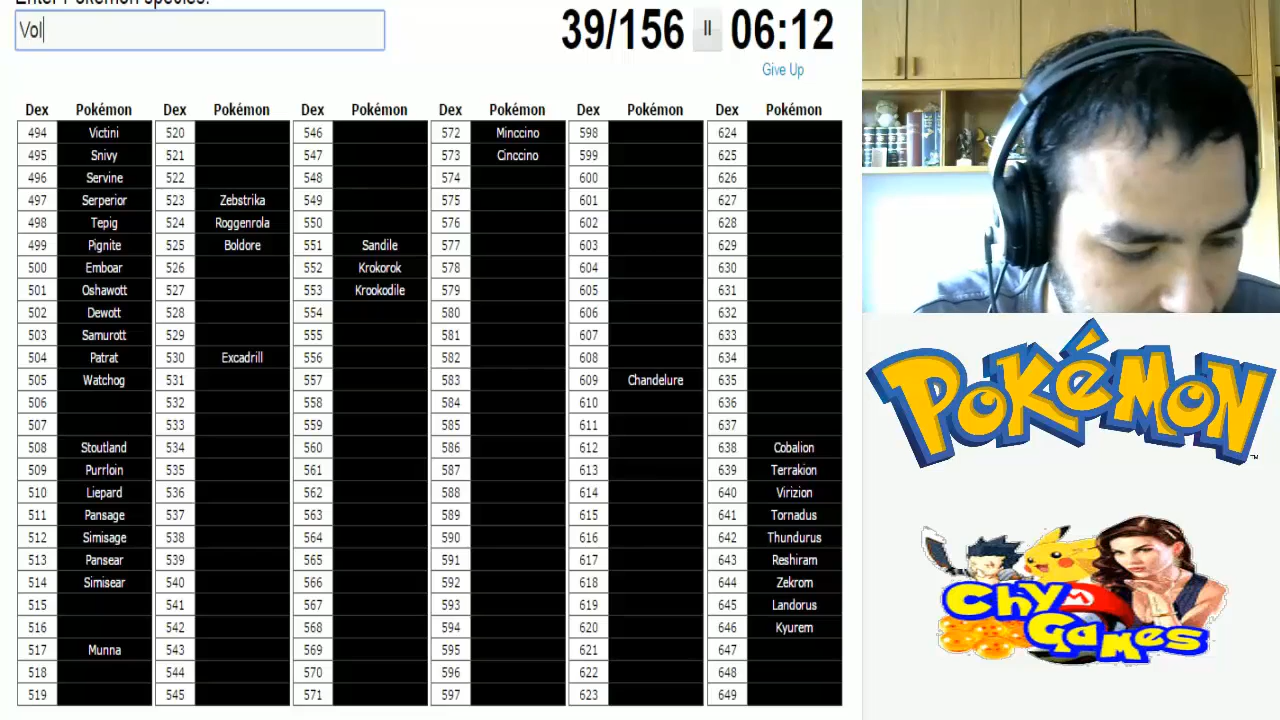 Enter Pokémon species:
Vol
39/156 II 06:12
Give Up
Dex Pokémon Dex Pokémon Dex Pokémon Dex Pokémon Dex Pokémon Dex Pokémon
494 Victini 520 546 572 Minccino 598 624
495 Snivy 521 547 573 Cinccino 599 625
496 Servine 522 548 574 600 626
497 Serperior 523 Zebstrika 549 575 601 627
498 Tepig 524 Roggenrola 550 576 602 628
499 Pignite 525 Boldore 551 Sandile 577 603 629
500 Emboar 526 552 Krokorok 578 604 630
501 Oshawott 527 553 Krookodile 579 605 631
502 Dewott 528 554 580 606 632
503 Samurott 529 555 581 607 633
504 Patrat 530 Excadrill 556 582 608 634
505 Watchog 531 557 583 609 Chandelure 635
506 532 558 584 610 636
507 533 559 585 611 637
508 Stoutland 534 560 586 612 638 Cobalion
509 Purrloin 535 561 587 613 639 Terrakion
510 Liepard 536 562 588 614 640 Virizion
511 Pansage 537 563 589 615 641 Tornadus
512 Simisage 538 564 590 616 642 Thundurus
513 Pansear 539 565 591 617 643 Reshiram
514 Simisear 540 566 592 618 644 Zekrom
515 541 567 593 619 645 Landorus
516 542 568 594 620 646 Kyurem
517 Munna 543 569 595 621 647
518 544 570 596 622 648
519 545 571 597 623 649
POKéMON
TM
Chy
Games